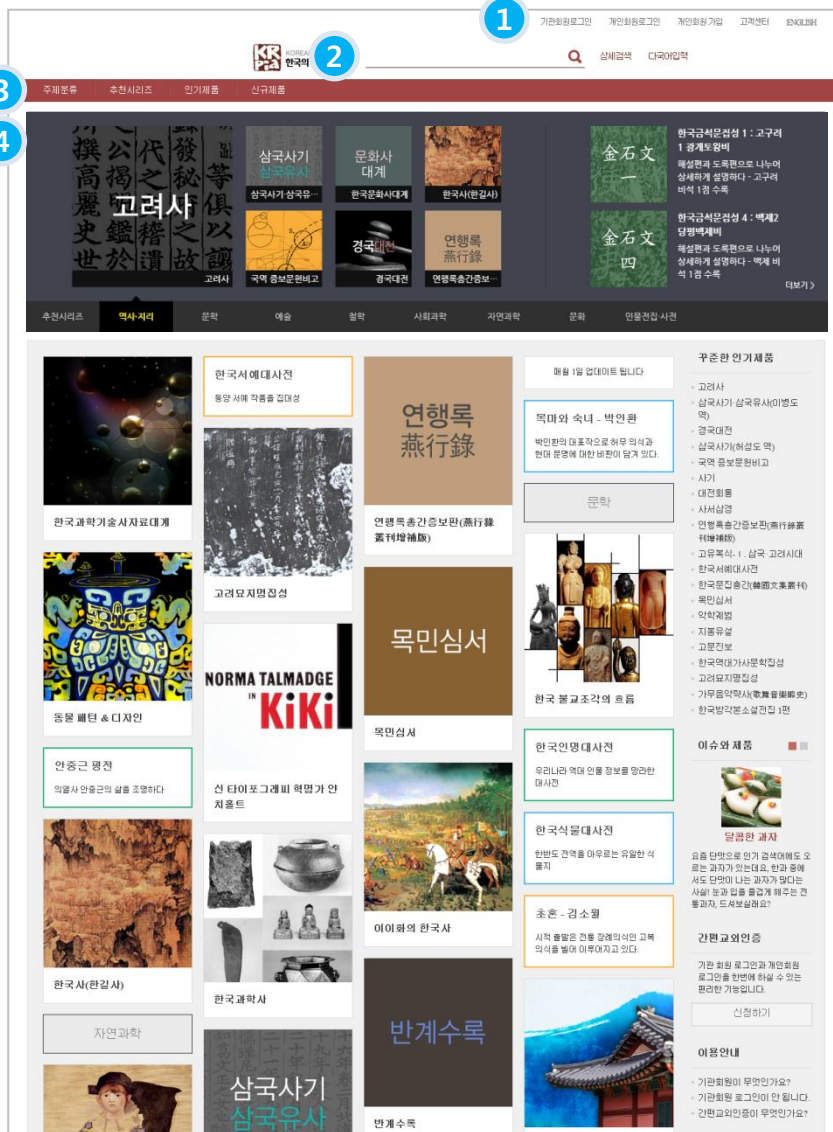 1
기관회원로그인 개인회원로그인 개인회원가입 고객센터 ENGLISH
KR
Pia
KOREA
한국의
2
상세검색 다국어입력
3
주제분류 추천시리즈 인기제품 신규제품
4
고려사
고려사
삼국사기
삼국유사
삼국사기·삼국유…
문화사
대계
한국문화사대계
한국사(한길사)
국역 증보문헌비고
경국대전
경국대전
연행록
燕行錄
연행록총간증보…
金石文
一
한국금석문집성 1 : 고구려
1 광개토왕비
해설편과 도록편으로 나누어
상세하게 설명하다 - 고구려
비석 1점 수록
金石文
四
한국금석문집성 4 : 백제2
당평백제비
해설편과 도록편으로 나누어
상세하게 설명하다 - 백제 비
석 1점 수록
더보기 >
추천시리즈 역사·지리 문학 예술 철학 사회과학 자연과학 문화 인물전집·사전
한국과학기술사자료대계
동물 패턴 & 디자인
안중근 평전
의열사 안중근의 삶을 조명하다
한국사(한길사)
자연과학
한국서예대사전
동양 서예 작품을 집대성
고려묘지명집성
NORMA TALMADGE
IN KiKi
신 타이포그래피 혁명가 얀
치홀트
한국과학사
삼국사기
삼국유사
연행록
燕行錄
연행록총간증보판(燕行錄
叢刊增補版)
목민심서
목민심서
이이화의 한국사
반계수록
반계수록
매월 1일 업데이트 됩니다
목마와 숙녀 - 박인환
박인환의 대표작으로 허무 의식과
현대 문명에 대한 비판이 담겨 있다.
문학
한국 불교조각의 흐름
한국인명대사전
우리나라 역대 인물 정보를 망라한
대사전
한국식물대사전
한반도 전역을 아우르는 유일한 식
물지
초혼 - 김소월
시적 출발은 전통 장례의식인 고복
의식을 빌어 이루어지고 있다.
꾸준한 인기제품
고려사
삼국사기·삼국유사(이병도
역)
경국대전
삼국사기(허성도 역)
국역 증보문헌비고
사기
대전회통
사서삼경
연행록총간증보판(燕行錄叢
刊增補版)
고유복식·1. 삼국·고려시대
한국서예대사전
한국문집총간(韓國文集叢刊)
목민심서
악학궤범
지봉유설
고문진보
한국역대가사문학집성
고려묘지명집성
가무음악략사(歌舞音樂略史)
한국방각본소설전집 1편
이슈와 제품
달콤한 과자
요즘 단맛으로 인기 검색어에도 오
르는 과자가 있는데요, 한과 중에
서도 단맛이 나는 과자가 많다는
사실! 눈과 입을 즐겁게 해주는 전
통과자, 드셔보실래요?
간편교외인증
기관 회원 로그인과 개인회원
로그인을 한번에 하실 수 있는
편리한 기능입니다.
신청하기
이용안내
기관회원이 무엇인가요?
기관회원 로그인이 안 됩니다.
간편교외인증이 무엇인가요?